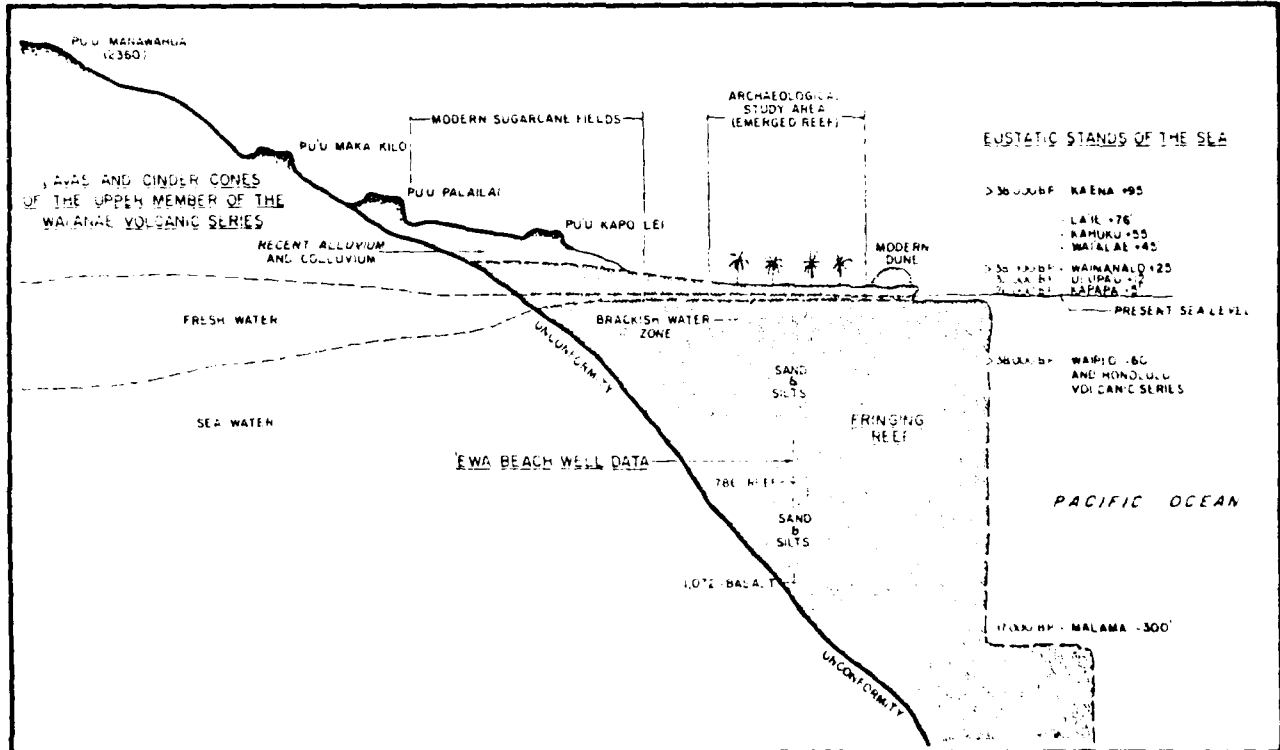 PU'U MANAWAHUA
(2360)
MODERN SUGARCANE FIELDS
ARCHAEOLOGICAL
STUDY AREA
(EMERGED REEF)
EUSTATIC STANDS OF THE SEA
PU'U MAKA KILO
LAVAS AND CINDER CONES
OF THE UPPER MEMBER OF THE
WAIANAE VOLCANIC SERIES
PU'U PALAILAI
PU'U KAPO LEI
RECENT ALLUVIUM
AND COLLUVIUM
MODERN
DUNE
KAENA +95
LAIE +76'
KAHUKU +55
WAIALAE +45
WAIMANALO +25
KAPAPA
PRESENT SEA LEVEL
FRESH WATER
BRACKISH WATER
ZONE
UNCONFORMITY
AND HONOLULU
VOLCANIC SERIES
SAND
&
SILTS
FRINGING
REEF
SEA WATER
'EWA BEACH WELL DATA
REEF
SAND
&
SILTS
PACIFIC OCEAN
MALAMA -300'
UNCONFORMITY